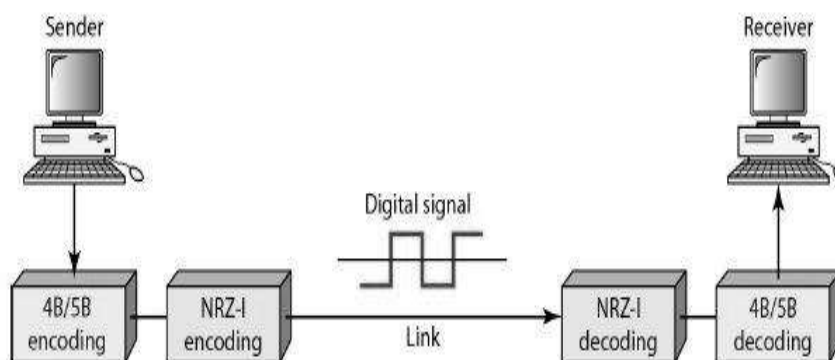 Sender
Receiver
Digital signal
4B/5B
encoding
NRZ-I
encoding
Link
NRZ-I
decoding
4B/5B
decoding